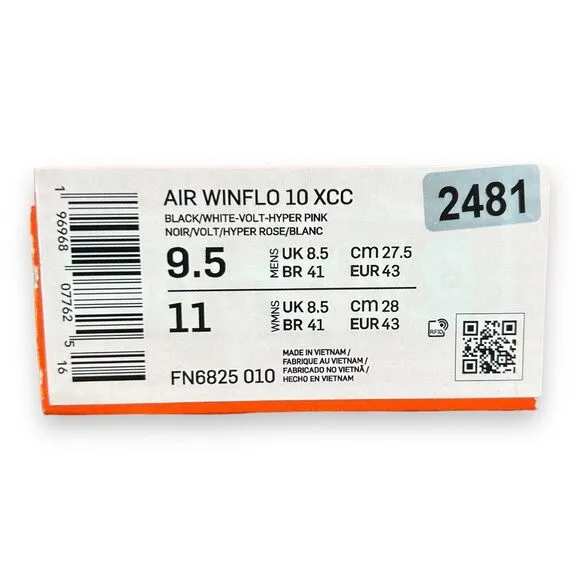 AIR WINFLO 10 XCC
2481
BLACK/WHITE-VOLT-HYPER PINK
NOIR/VOLT/HYPER ROSE/BLANC
9.5 MENS UK 8.5 CM 27.5
BR 41 EUR 43
11 WMNS UK 8.5 CM 28
BR 41 EUR 43
FN6825 010
MADE IN VIETNAM /
FABRIQUE AU VIETNAM /
FABRICADO NO VIETNÃ /
HECHO EN VIETNAM
RFID
1 96968 07762 5 16